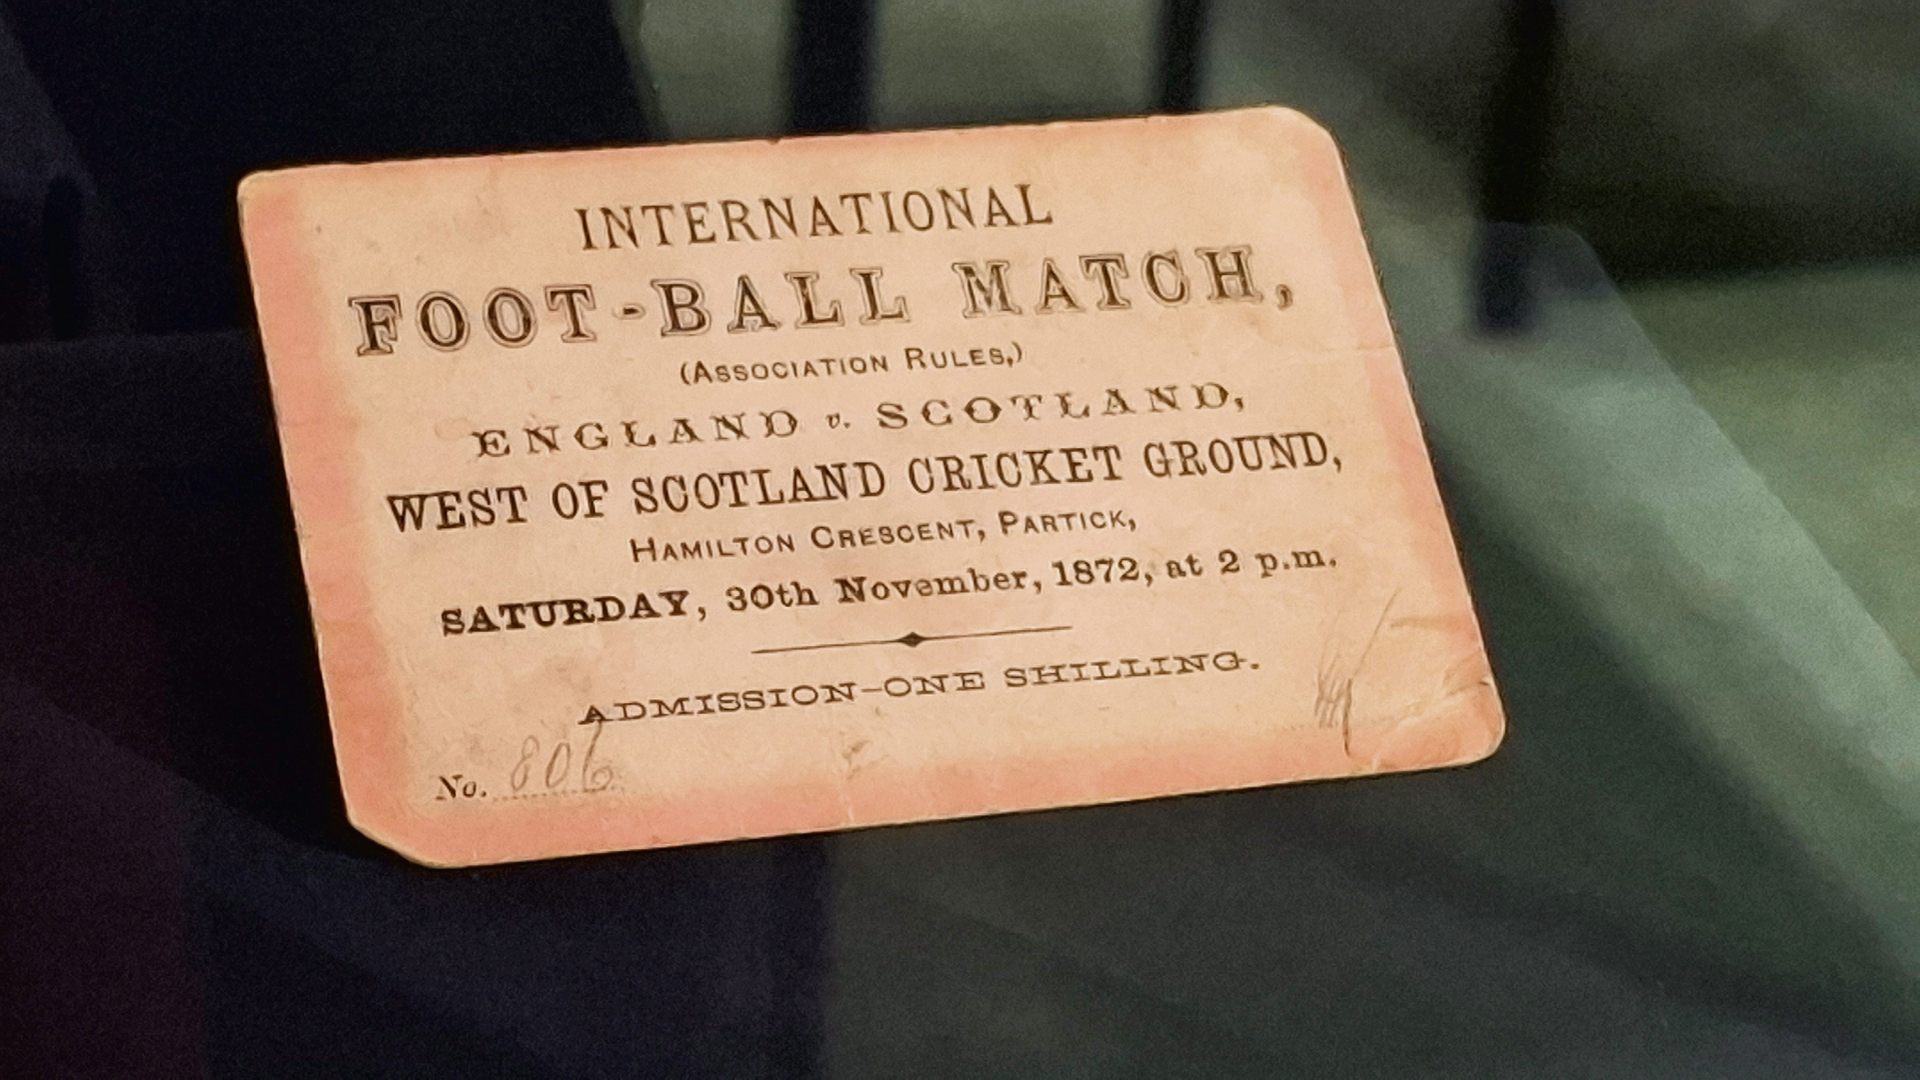 INTERNATIONAL
FOOT-BALL MATCH,
(ASSOCIATION RULES,)
ENGLAND v. SCOTLAND,
WEST OF SCOTLAND CRICKET GROUND,
HAMILTON CRESCENT, PARTICK,
SATURDAY, 30th November, 1872, at 2 p.m.
ADMISSION-ONE SHILLING.
No. 806